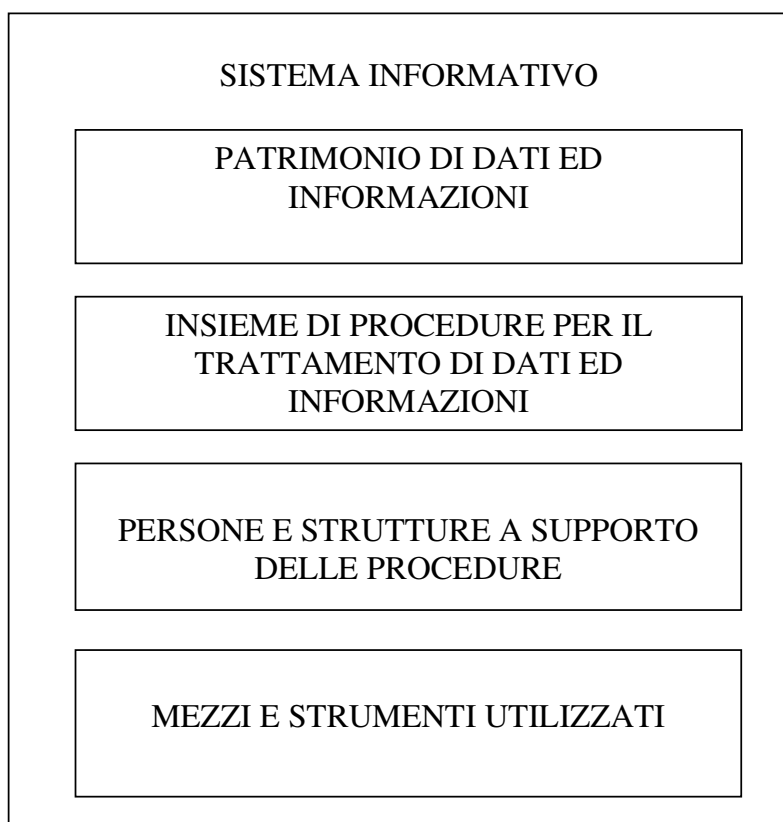 SISTEMA INFORMATIVO
PATRIMONIO DI DATI ED
INFORMAZIONI
INSIEME DI PROCEDURE PER IL
TRATTAMENTO DI DATI ED
INFORMAZIONI
PERSONE E STRUTTURE A SUPPORTO
DELLE PROCEDURE
MEZZI E STRUMENTI UTILIZZATI